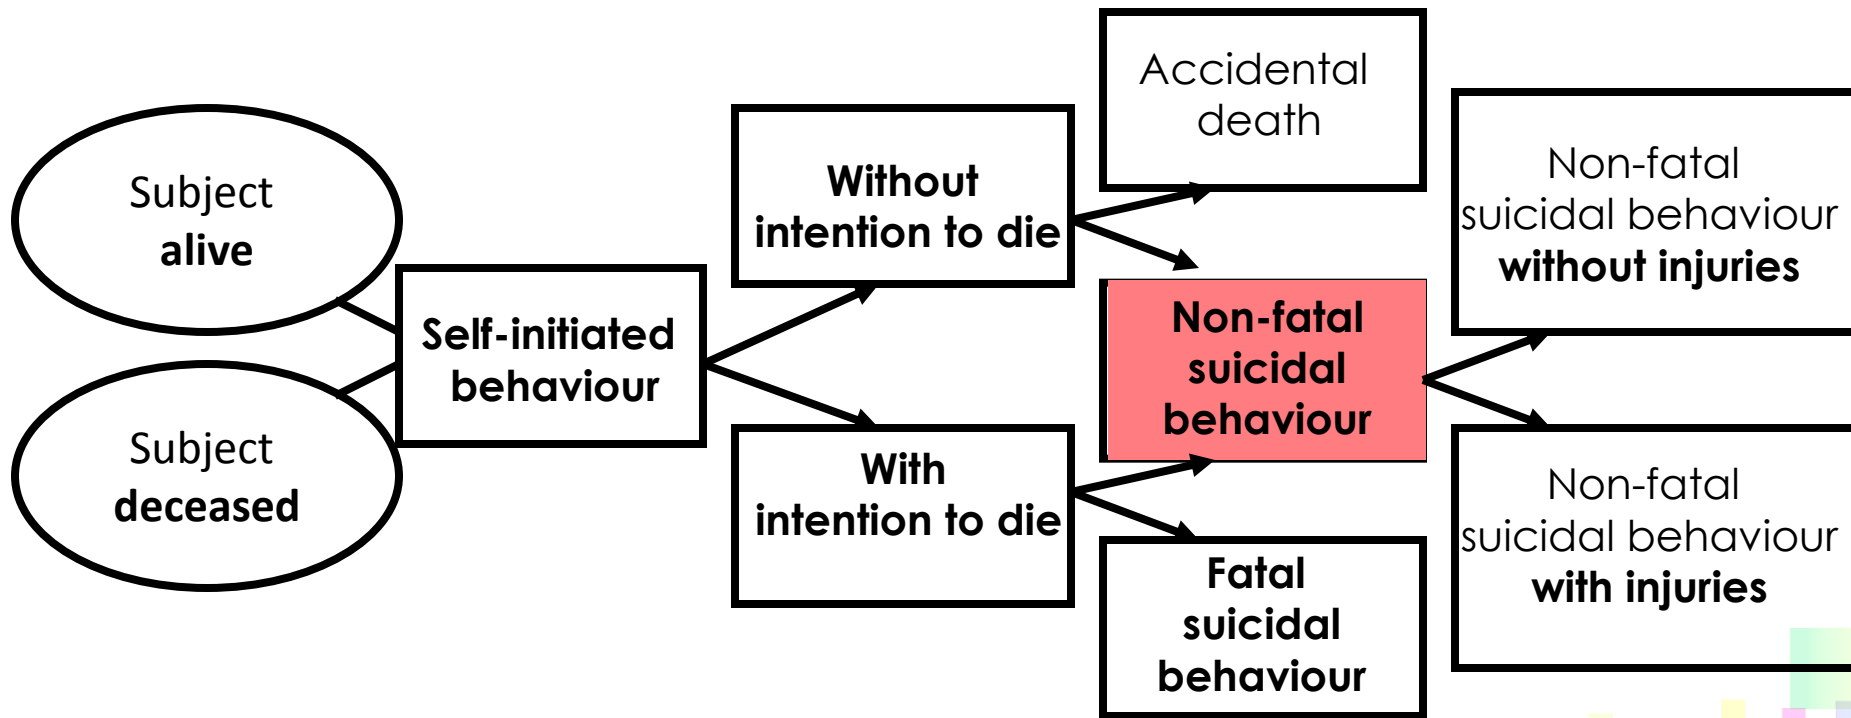 Subject
alive
Subject
deceased
Self-initiated
behaviour
Without
intention to die
With
intention to die
Accidental
death
Non-fatal
suicidal
behaviour
Fatal
suicidal
behaviour
Non-fatal
suicidal behaviour
without injuries
Non-fatal
suicidal behaviour
with injuries